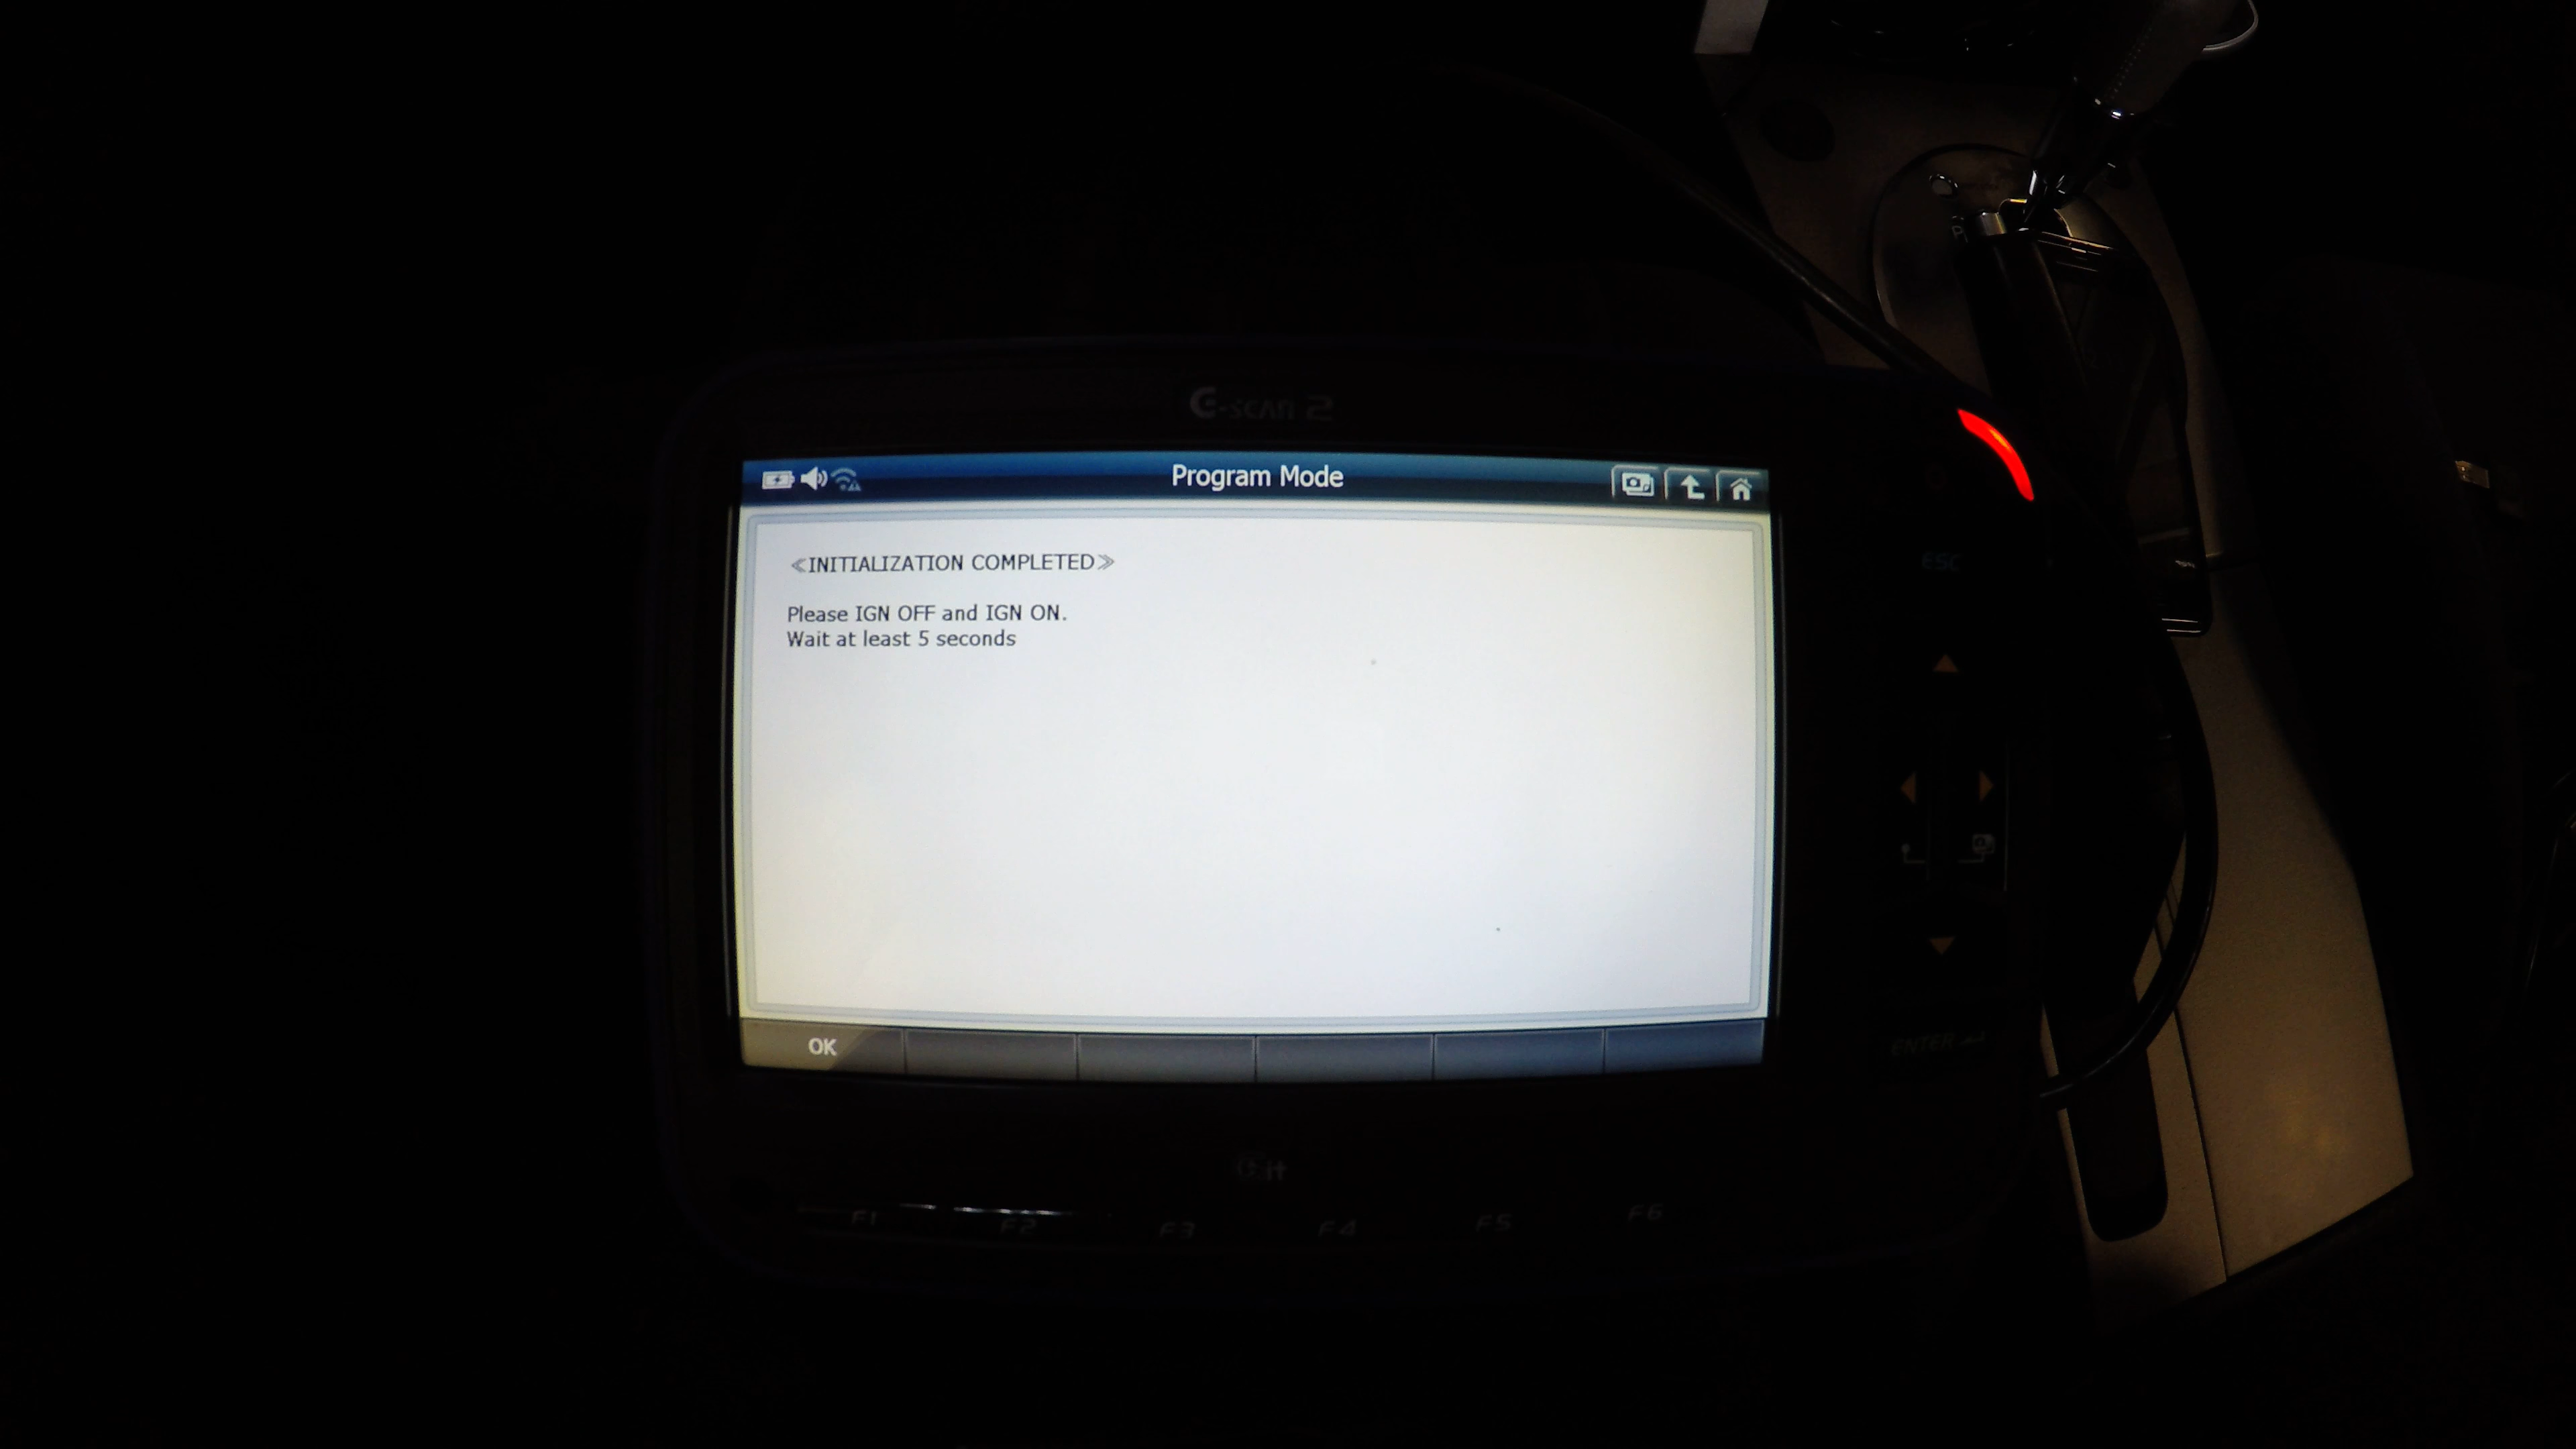 G-scan 2
Program Mode
≪INITIALIZATION COMPLETED≫
Please IGN OFF and IGN ON.
Wait at least 5 seconds
OK
ESC
ENTER
Git
F1 F2 F3 F4 F5 F6